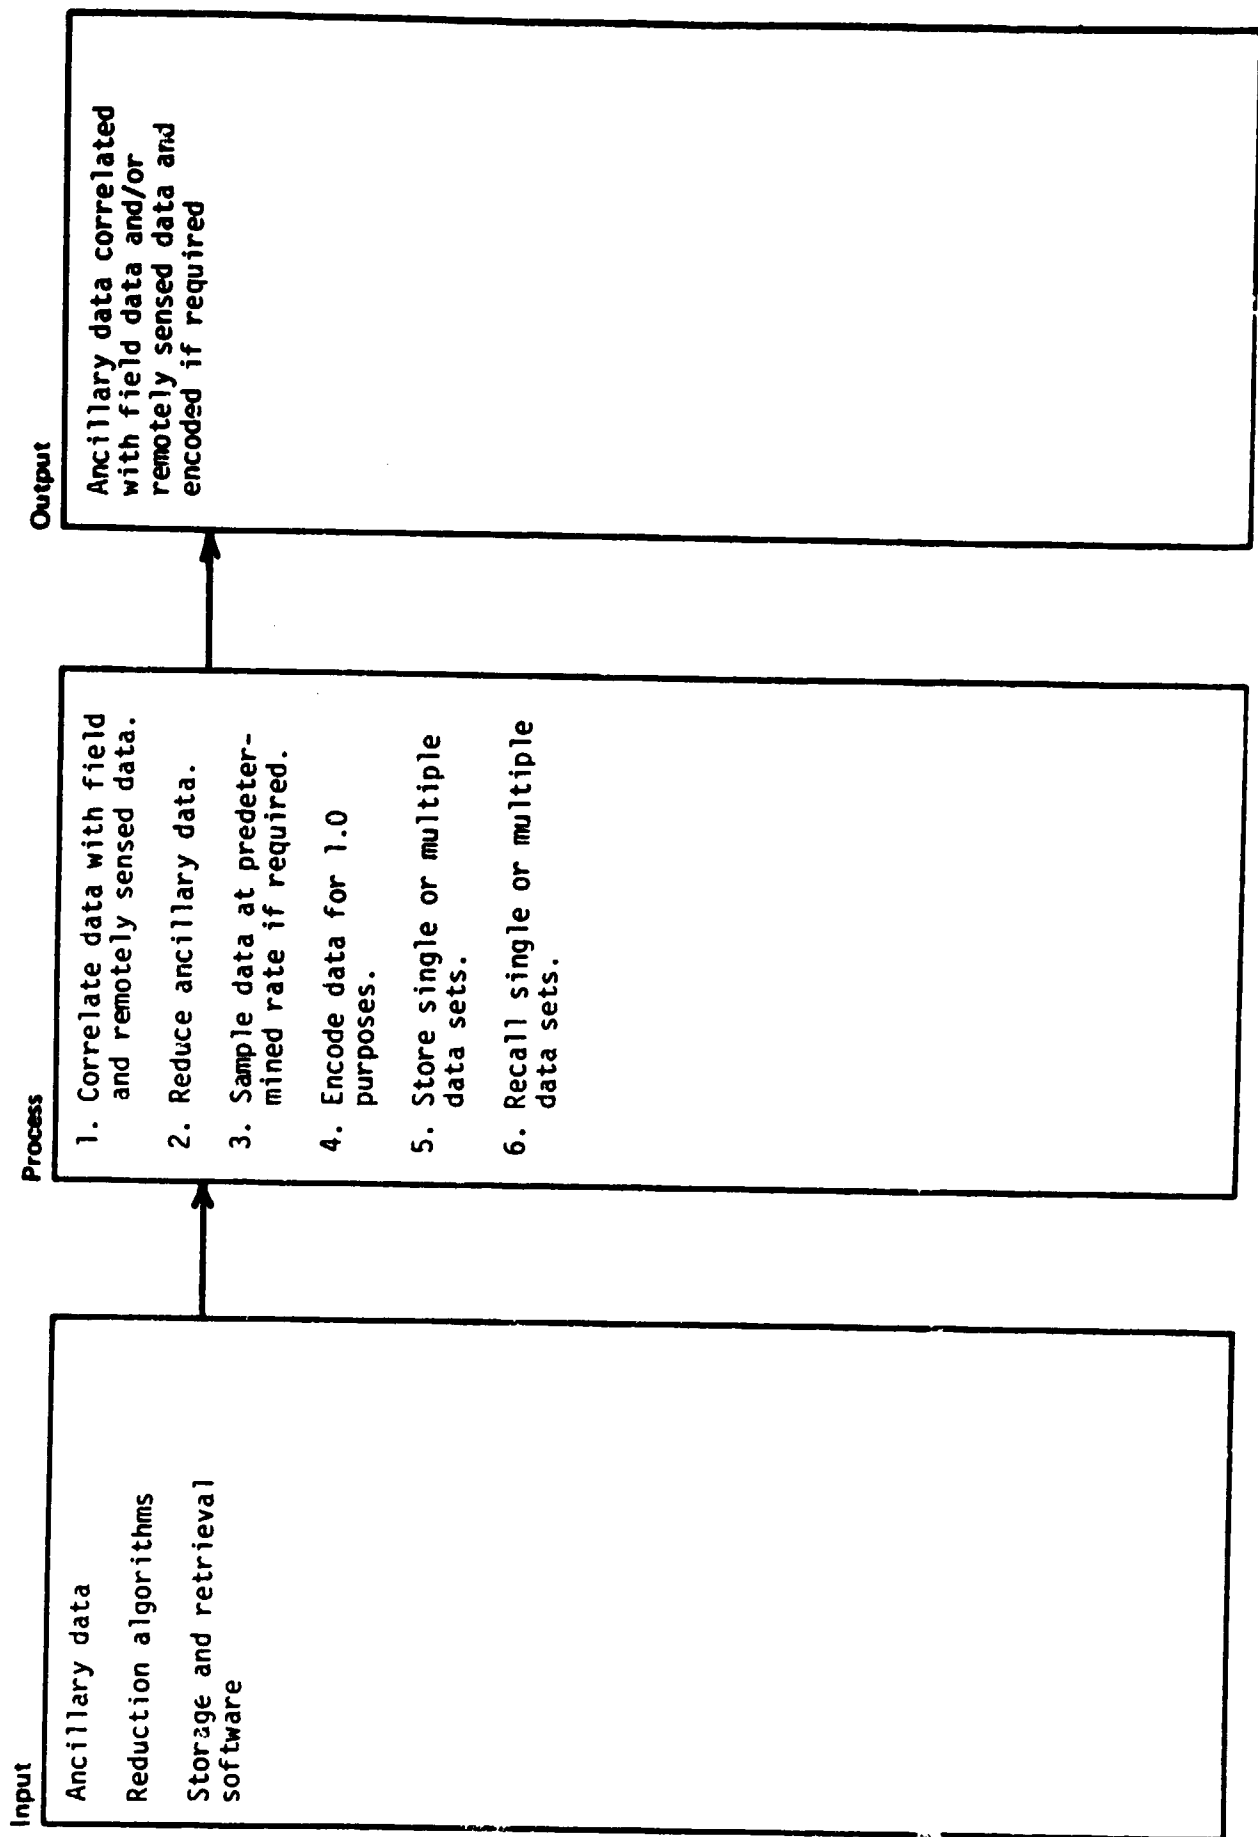 Input
Ancillary data
Reduction algorithms
Storage and retrieval
software
Process
1. Correlate data with field
and remotely sensed data.
2. Reduce ancillary data.
3. Sample data at predeter-
mined rate if required.
4. Encode data for 1.0
purposes.
5. Store single or multiple
data sets.
6. Recall single or multiple
data sets.
Output
Ancillary data correlated
with field data and/or
remotely sensed data and
encoded if required